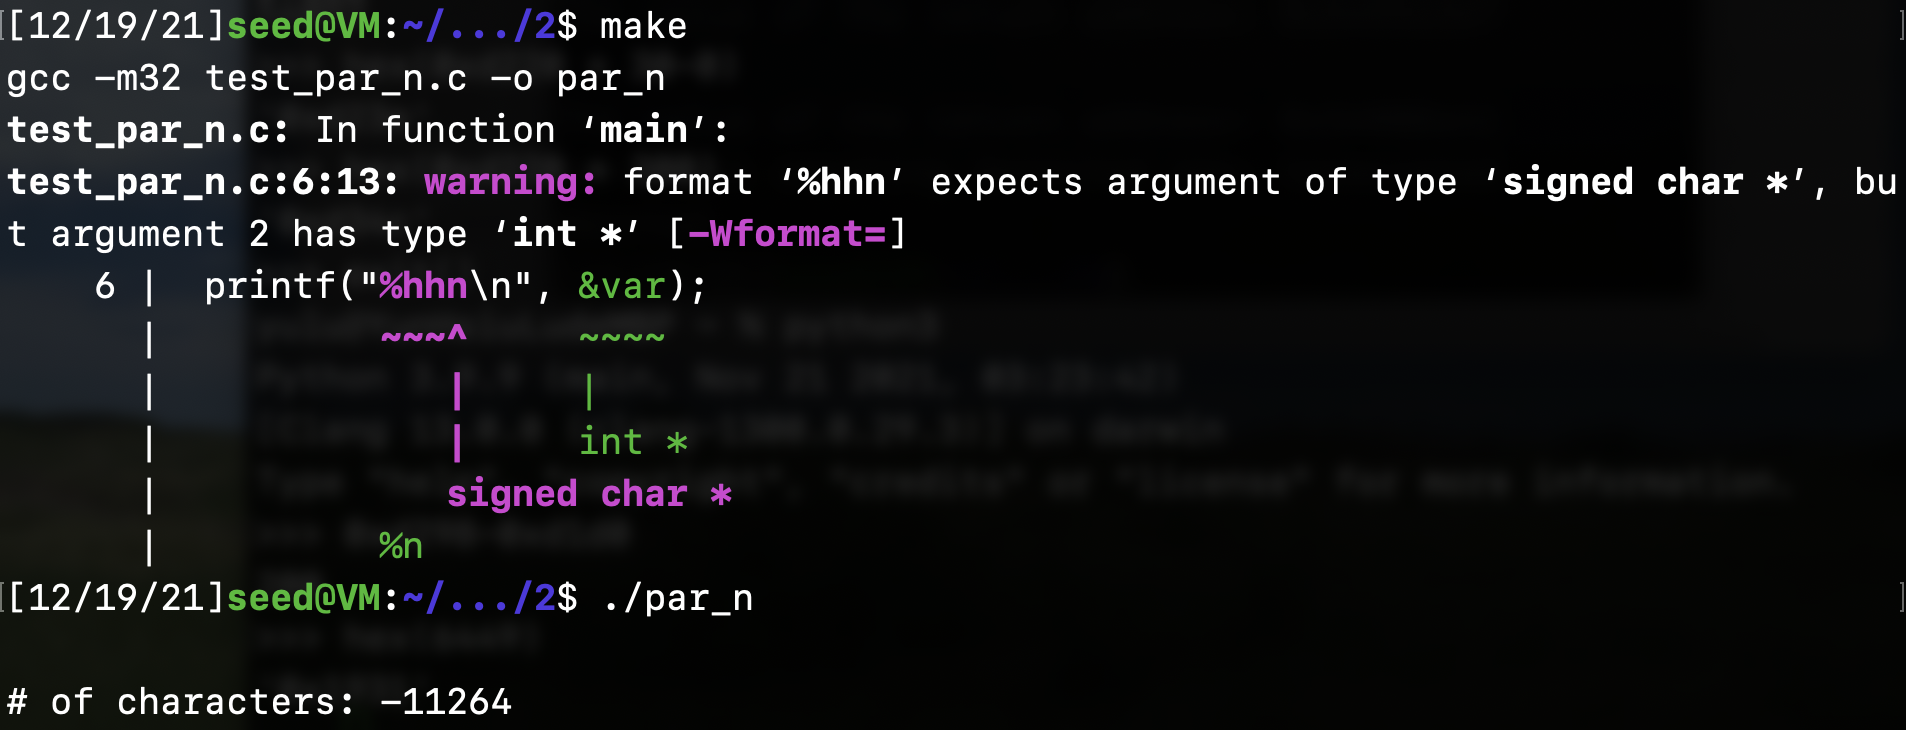 [[12/19/21]seed@VM:~/.../2$ make ]
gcc -m32 test_par_n.c -o par_n
test_par_n.c: In function ‘main’:
test_par_n.c:6:13: warning: format ‘%hhn’ expects argument of type ‘signed char *’, bu
t argument 2 has type ‘int *’ [-Wformat=]
    6 |  printf("%hhn\n", &var);
      |          ~~~^     ~~~~
      |             |     |
      |             |     int *
      |             signed char *
      |          %n
[[12/19/21]seed@VM:~/.../2$ ./par_n ]

# of characters: -11264